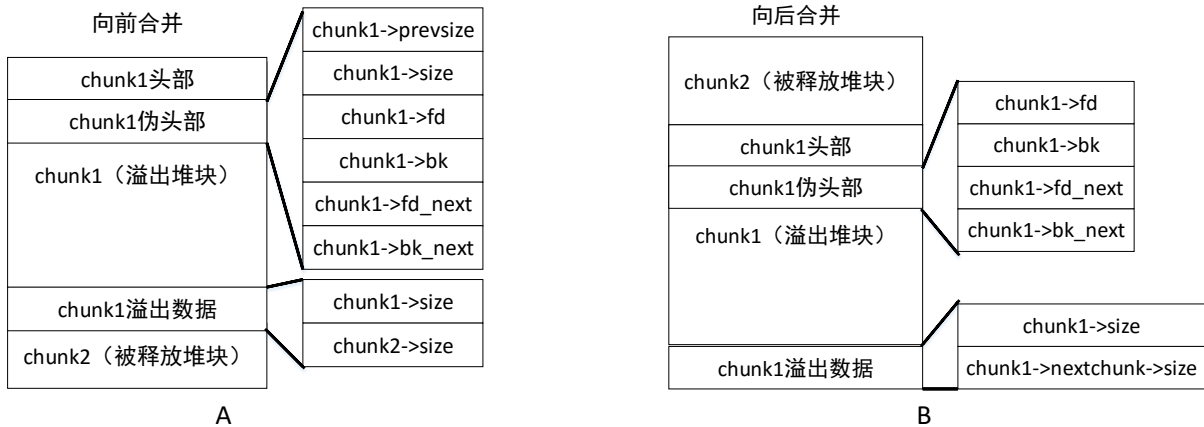 向前合并
chunk1头部
chunk1伪头部
chunk1（溢出堆块）
chunk1溢出数据
chunk2（被释放堆块）
chunk1->prevsize
chunk1->size
chunk1->fd
chunk1->bk
chunk1->fd_next
chunk1->bk_next
chunk1->size
chunk2->size
A
向后合并
chunk2（被释放堆块）
chunk1头部
chunk1伪头部
chunk1（溢出堆块）
chunk1溢出数据
chunk1->fd
chunk1->bk
chunk1->fd_next
chunk1->bk_next
chunk1->size
chunk1->nextchunk->size
B